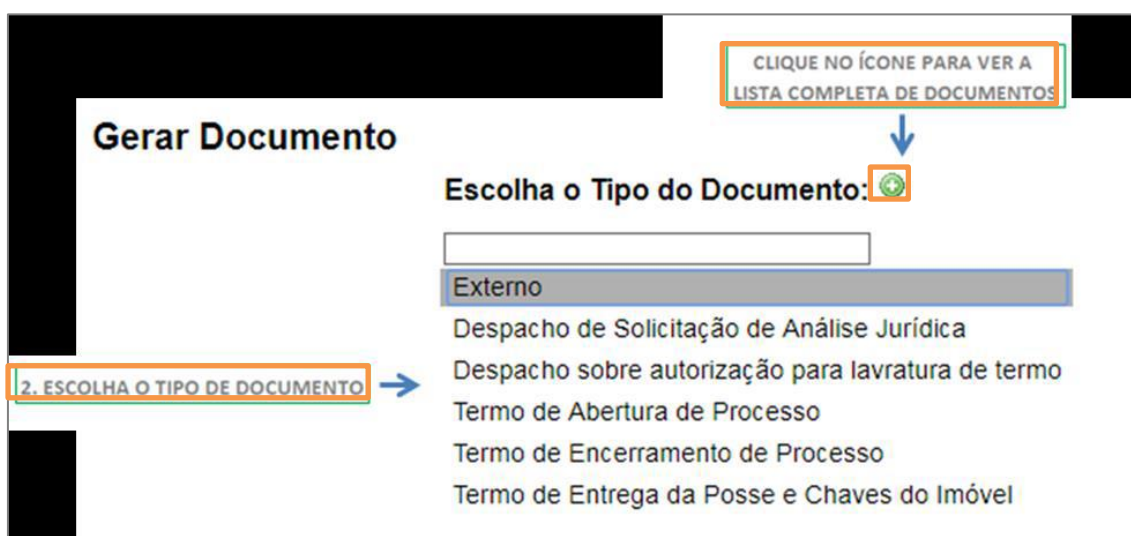 CLIQUE NO ÍCONE PARA VER A
LISTA COMPLETA DE DOCUMENTOS
Gerar Documento
Escolha o Tipo do Documento:
Externo
Despacho de Solicitação de Análise Jurídica
2. ESCOLHA O TIPO DE DOCUMENTO
Despacho sobre autorização para lavratura de termo
Termo de Abertura de Processo
Termo de Encerramento de Processo
Termo de Entrega da Posse e Chaves do Imóvel